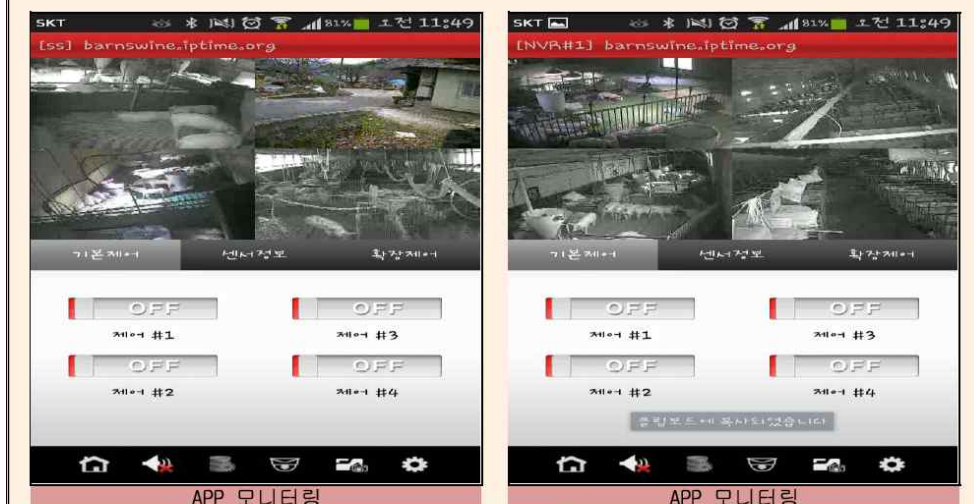 SKT 81% 오전 11:49
[ss] barnswine.iptime.org
기본제어 센서정보 확장제어
OFF OFF
제어 #1 제어 #3
OFF OFF
제어 #2 제어 #4
APP 모니터링
SKT 81% 오전 11:49
[NVR#1] barnswine.iptime.org
기본제어 센서정보 확장제어
OFF OFF
제어 #1 제어 #3
OFF OFF
제어 #2 제어 #4
클립보드에 복사되었습니다
APP 모니터링